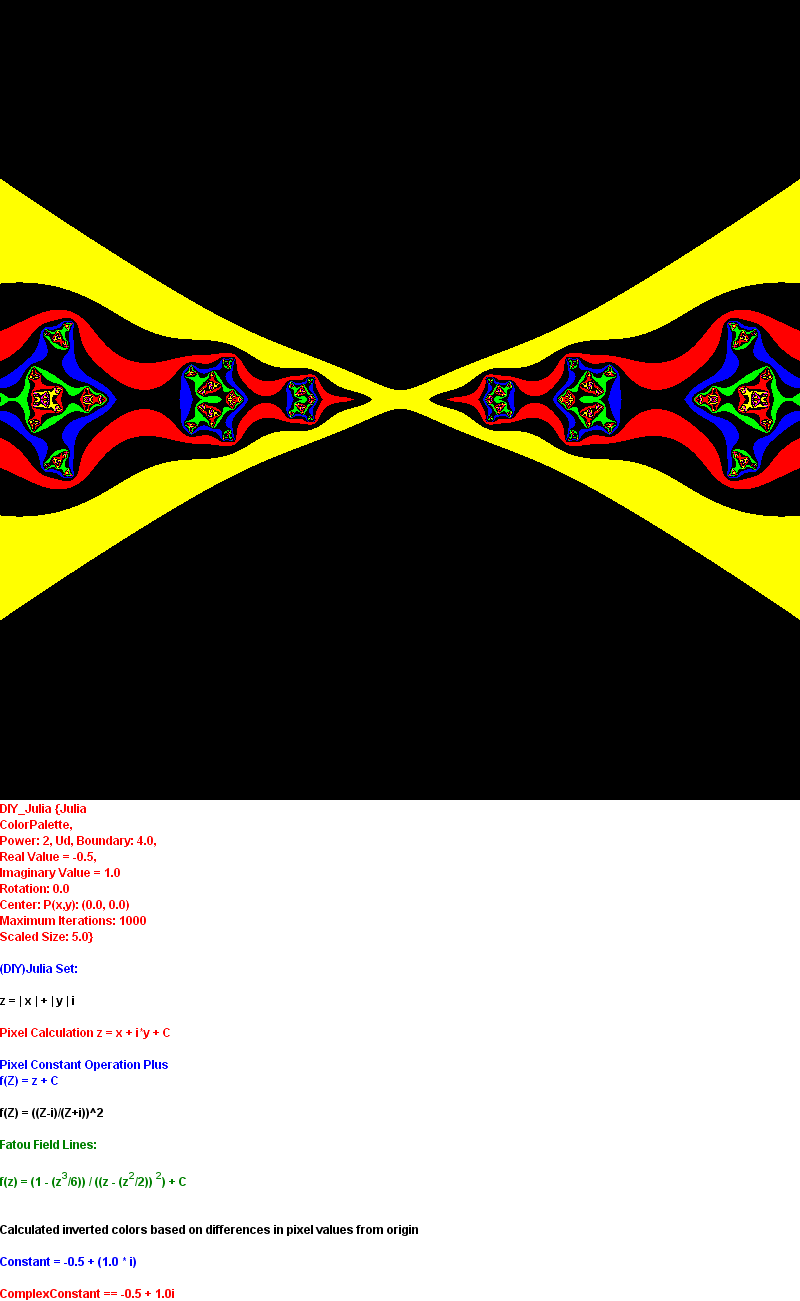 DIY_Julia {Julia
ColorPalette,
Power: 2, Ud, Boundary: 4.0,
Real Value = -0.5,
Imaginary Value = 1.0
Rotation: 0.0
Center: P(x,y): (0.0, 0.0)
Maximum Iterations: 1000
Scaled Size: 5.0}
(DIY)Julia Set:
z = | x | + | y | i
Pixel Calculation z = x + i*y + C
Pixel Constant Operation Plus
f(Z) = z + C
f(Z) = ((Z-i)/(Z+i))^2
Fatou Field Lines:
f(z) = (1 - (z³/6)) / ((z - (z²/2)) ²) + C
Calculated inverted colors based on differences in pixel values from origin
Constant = -0.5 + (1.0 * i)
ComplexConstant == -0.5 + 1.0i